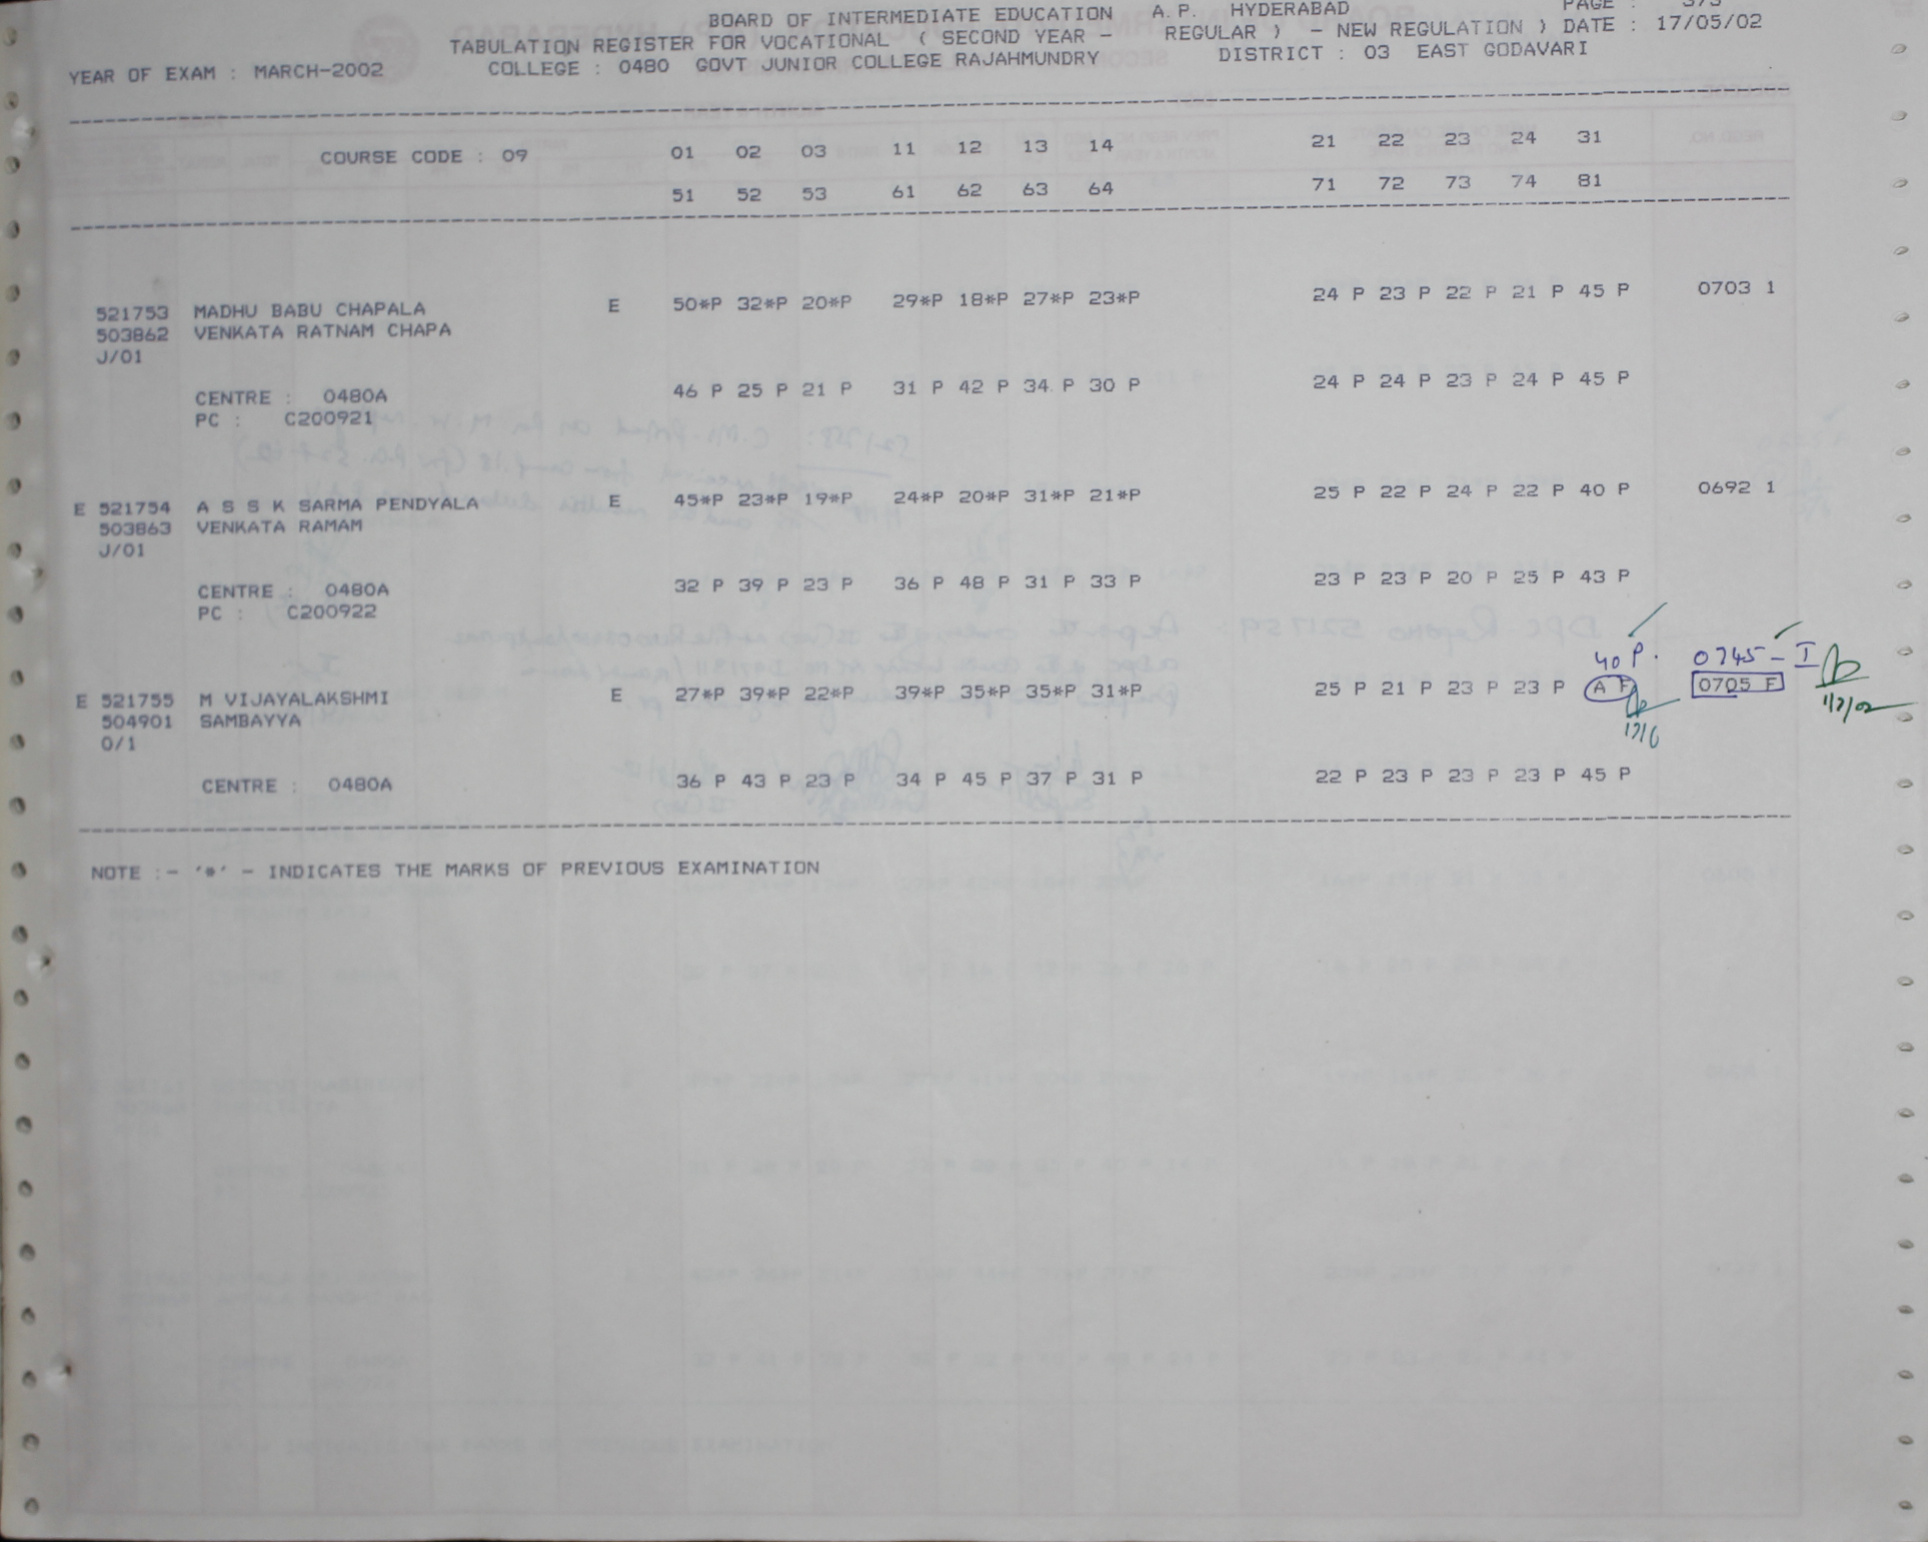 BOARD OF INTERMEDIATE EDUCATION A.P. HYDERABAD PAGE :
TABULATION REGISTER FOR VOCATIONAL ( SECOND YEAR - REGULAR ) - NEW REGULATION ) DATE : 17/05/02
YEAR OF EXAM : MARCH-2002 COLLEGE : 0480 GOVT JUNIOR COLLEGE RAJAHMUNDRY DISTRICT : 03 EAST GODAVARI
COURSE CODE : 09 01 02 03 11 12 13 14 21 22 23 24 31
51 52 53 61 62 63 64 71 72 73 74 81
521753 MADHU BABU CHAPALA E 50*P 32*P 20*P 29*P 18*P 27*P 23*P 24 P 23 P 22 P 21 P 45 P 0703 1
503862 VENKATA RATNAM CHAPA
J/01
CENTRE : 0480A 46 P 25 P 21 P 31 P 42 P 34 P 30 P 24 P 24 P 23 P 24 P 45 P
PC : C200921
E 521754 A S S K SARMA PENDYALA E 45*P 23*P 19*P 24*P 20*P 31*P 21*P 25 P 22 P 24 P 22 P 40 P 0692 1
503863 VENKATA RAMAM
J/01
CENTRE : 0480A 32 P 39 P 23 P 36 P 48 P 31 P 33 P 23 P 23 P 20 P 25 P 43 P
PC : C200922
40 P. 0745 - I
E 521755 M VIJAYALAKSHMI E 27*P 39*P 22*P 39*P 35*P 35*P 31*P 25 P 21 P 23 P 23 P A F 0705 F
1/7/02
504901 SAMBAYYA
17/6
O/1
CENTRE : 0480A 36 P 43 P 23 P 34 P 45 P 37 P 31 P 22 P 23 P 23 P 23 P 45 P
NOTE :- '*' - INDICATES THE MARKS OF PREVIOUS EXAMINATION